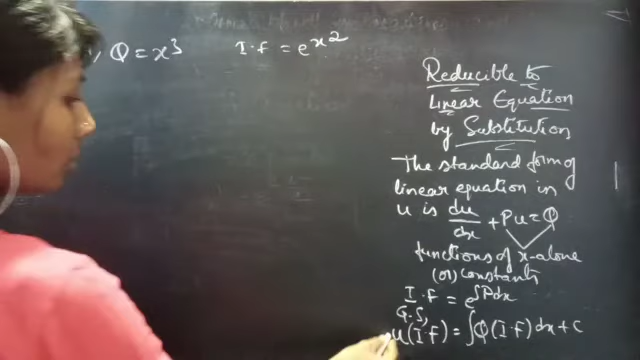 , Q = x³ I.f = e^x²
Reducible to
Linear Equation
by Substitution
The standard form of
linear equation in
u is du/dx + Pu = Q
functions of x-alone
(or) constants
I.f = e^∫Pdx
G.S,
u(I.f) = ∫Q(I.f)dx + c